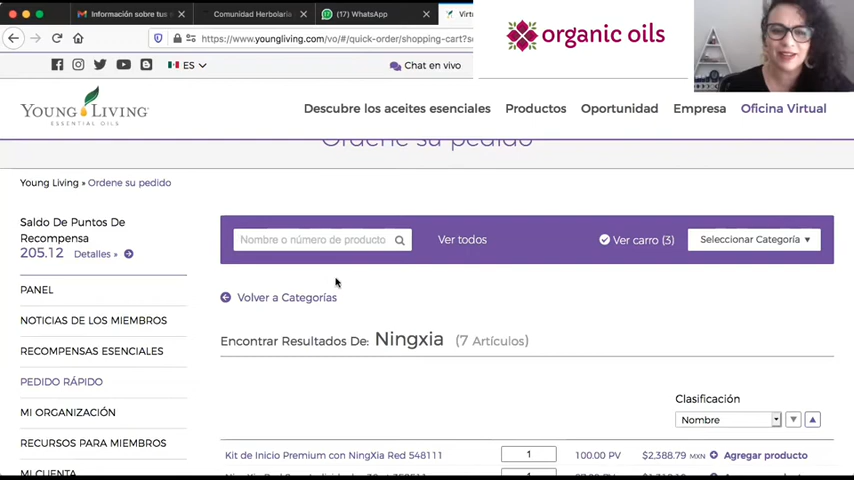 Información sobre tus
Comunidad Herbolario
(17) WhatsApp
https://www.youngliving.com/vo/#/quick-order/shopping-cart?s
organic oils
ES
Chat en vivo
YOUNG LIVING
ESSENTIAL OILS
Descubre los aceites esenciales
Productos
Oportunidad
Empresa
Oficina Virtual
Ordene su pedido
Young Living » Ordene su pedido
Saldo De Puntos De
Recompensa
205.12 Detalles »
Nombre o número de producto
Ver todos
Ver carro (3)
Seleccionar Categoría
PANEL
NOTICIAS DE LOS MIEMBROS
RECOMPENSAS ESENCIALES
PEDIDO RÁPIDO
MI ORGANIZACIÓN
RECURSOS PARA MIEMBROS
MI CUENTA
Volver a Categorías
Encontrar Resultados De: Ningxia (7 Artículos)
Clasificación
Nombre
Kit de Inicio Premium con NingXia Red 548111 1 100.00 PV $2,388.79 MXN Agregar producto